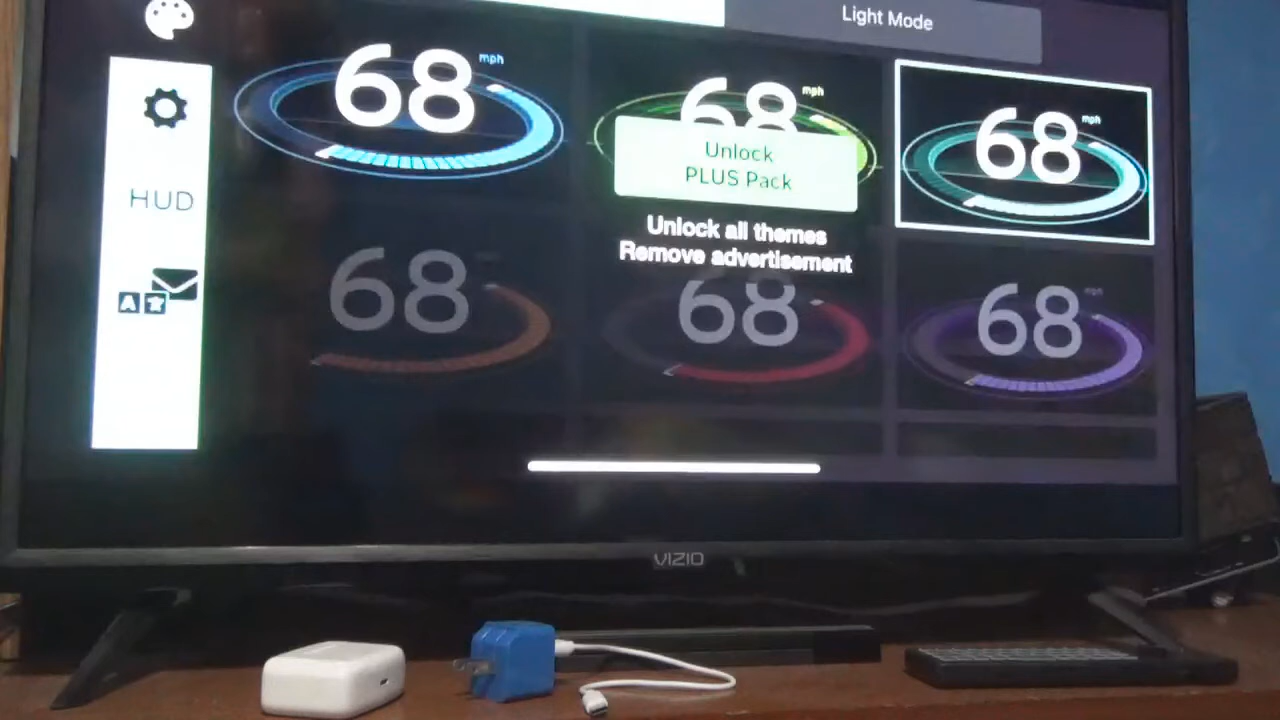 Light Mode
68 mph
68 mph
68 mph
Unlock
PLUS Pack
HUD
Unlock all themes
Remove advertisement
A
68
68
68 mph
VIZIO